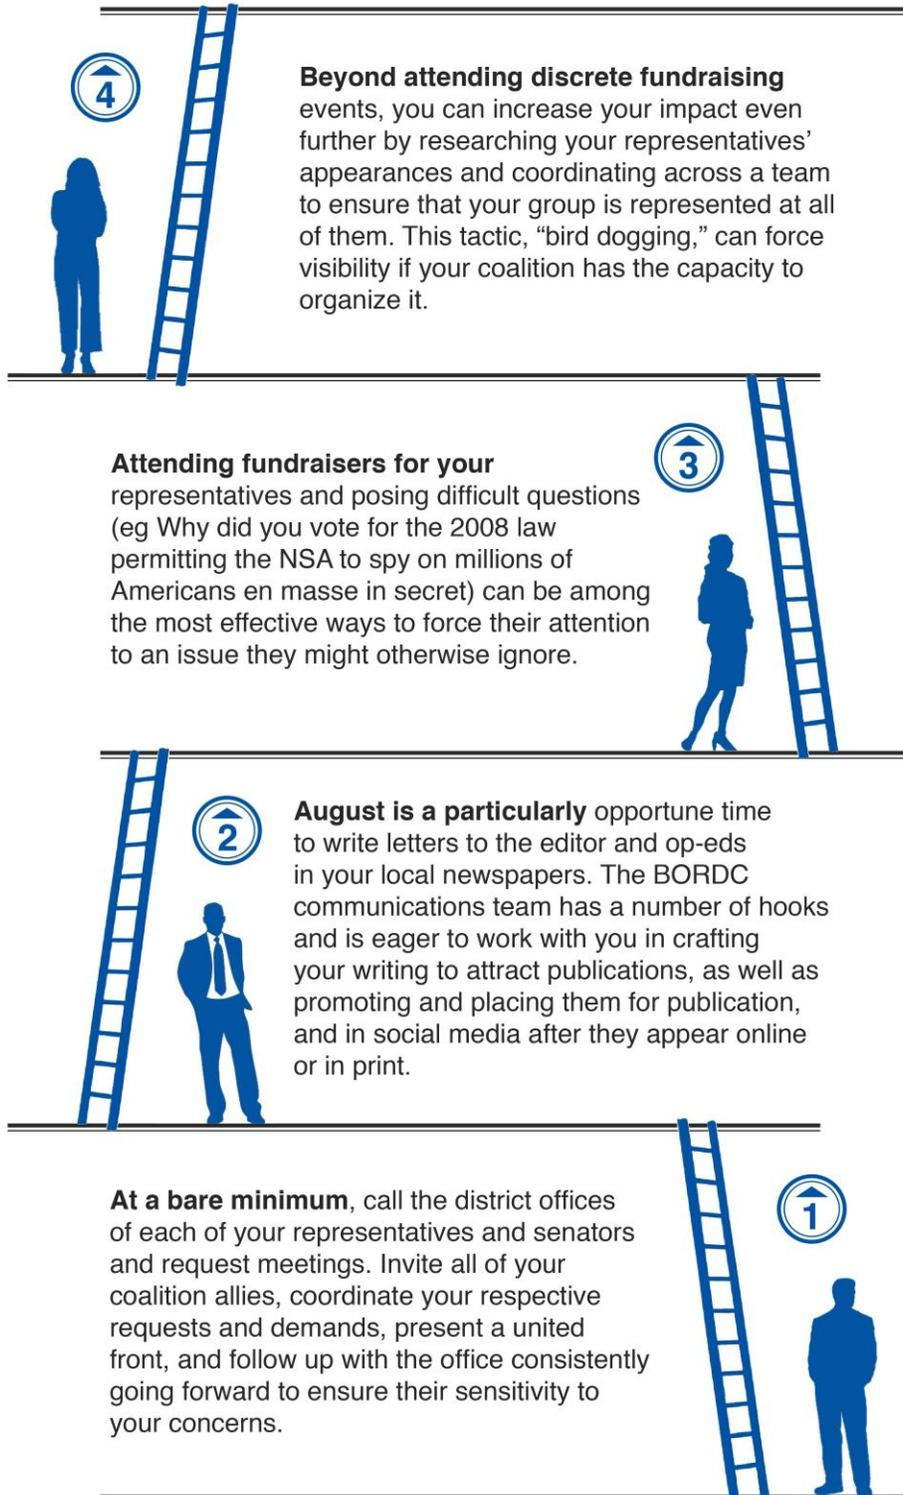 4
Beyond attending discrete fundraising
events, you can increase your impact even
further by researching your representatives’
appearances and coordinating across a team
to ensure that your group is represented at all
of them. This tactic, “bird dogging,” can force
visibility if your coalition has the capacity to
organize it.
3
Attending fundraisers for your
representatives and posing difficult questions
(eg Why did you vote for the 2008 law
permitting the NSA to spy on millions of
Americans en masse in secret) can be among
the most effective ways to force their attention
to an issue they might otherwise ignore.
2
August is a particularly opportune time
to write letters to the editor and op-eds
in your local newspapers. The BORDC
communications team has a number of hooks
and is eager to work with you in crafting
your writing to attract publications, as well as
promoting and placing them for publication,
and in social media after they appear online
or in print.
1
At a bare minimum, call the district offices
of each of your representatives and senators
and request meetings. Invite all of your
coalition allies, coordinate your respective
requests and demands, present a united
front, and follow up with the office consistently
going forward to ensure their sensitivity to
your concerns.